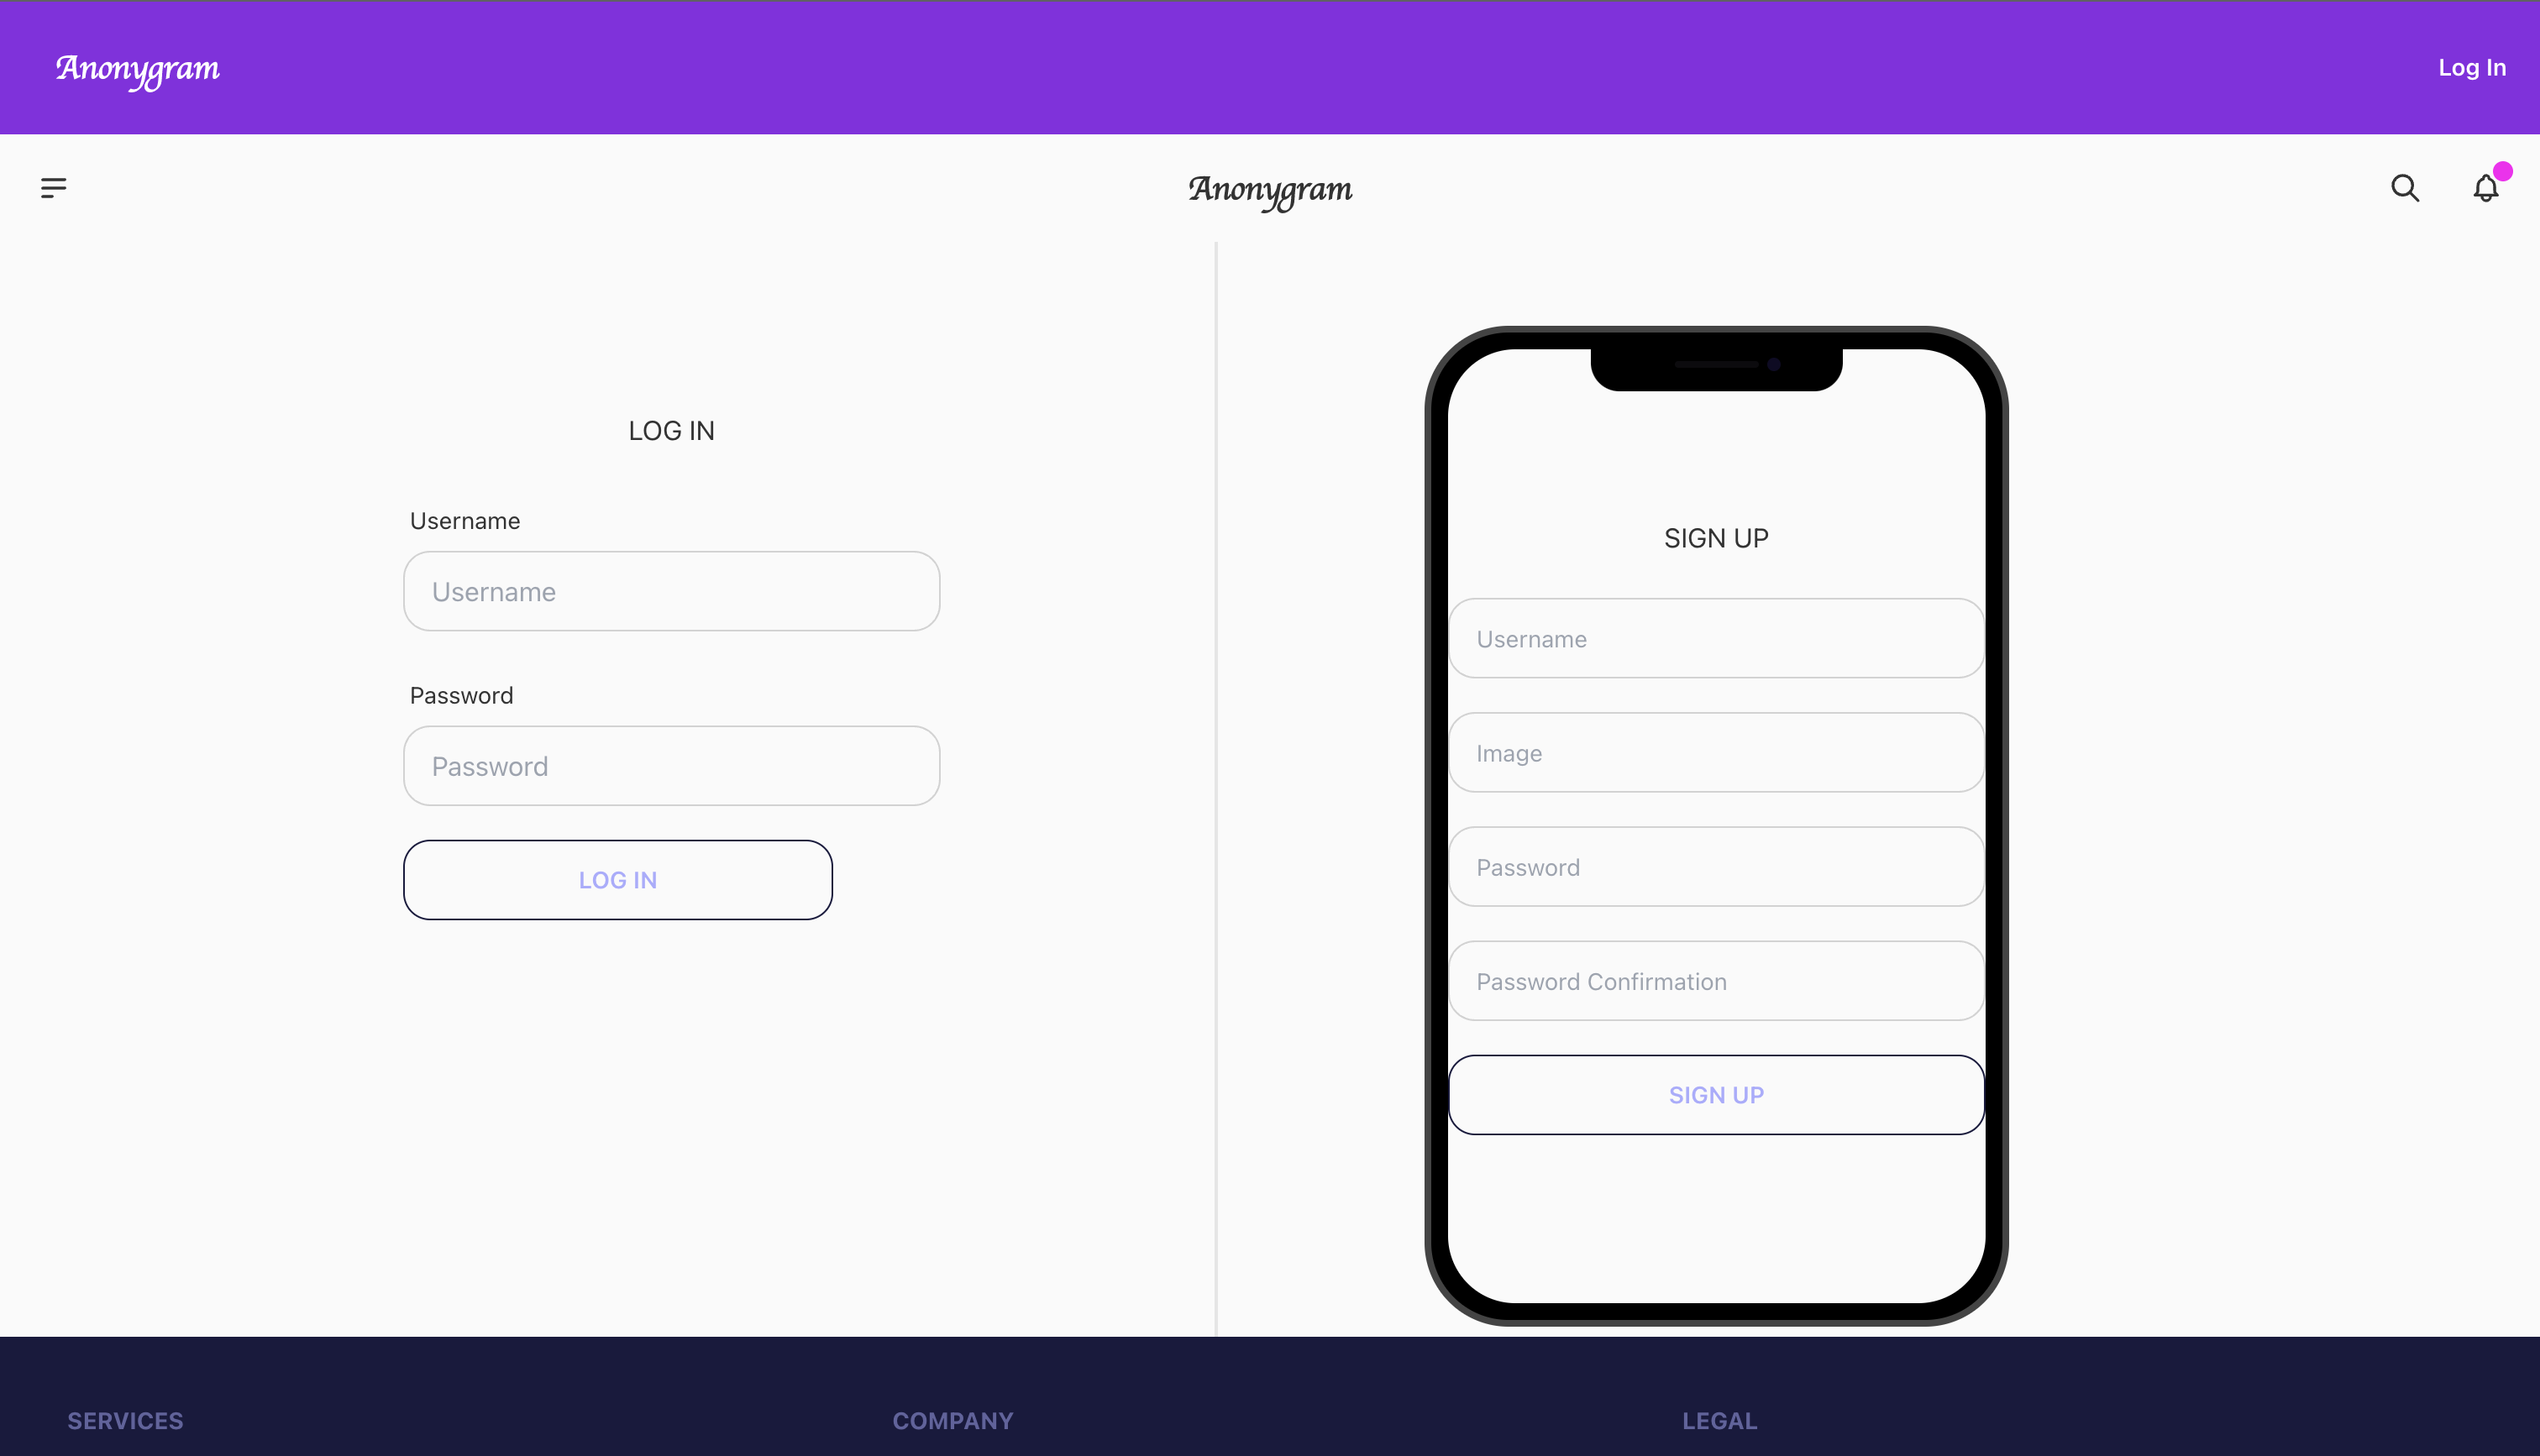 Anonygram
Log In
Anonygram
LOG IN
Username
Username
Password
Password
LOG IN
SIGN UP
Username
Image
Password
Password Confirmation
SIGN UP
SERVICES
COMPANY
LEGAL